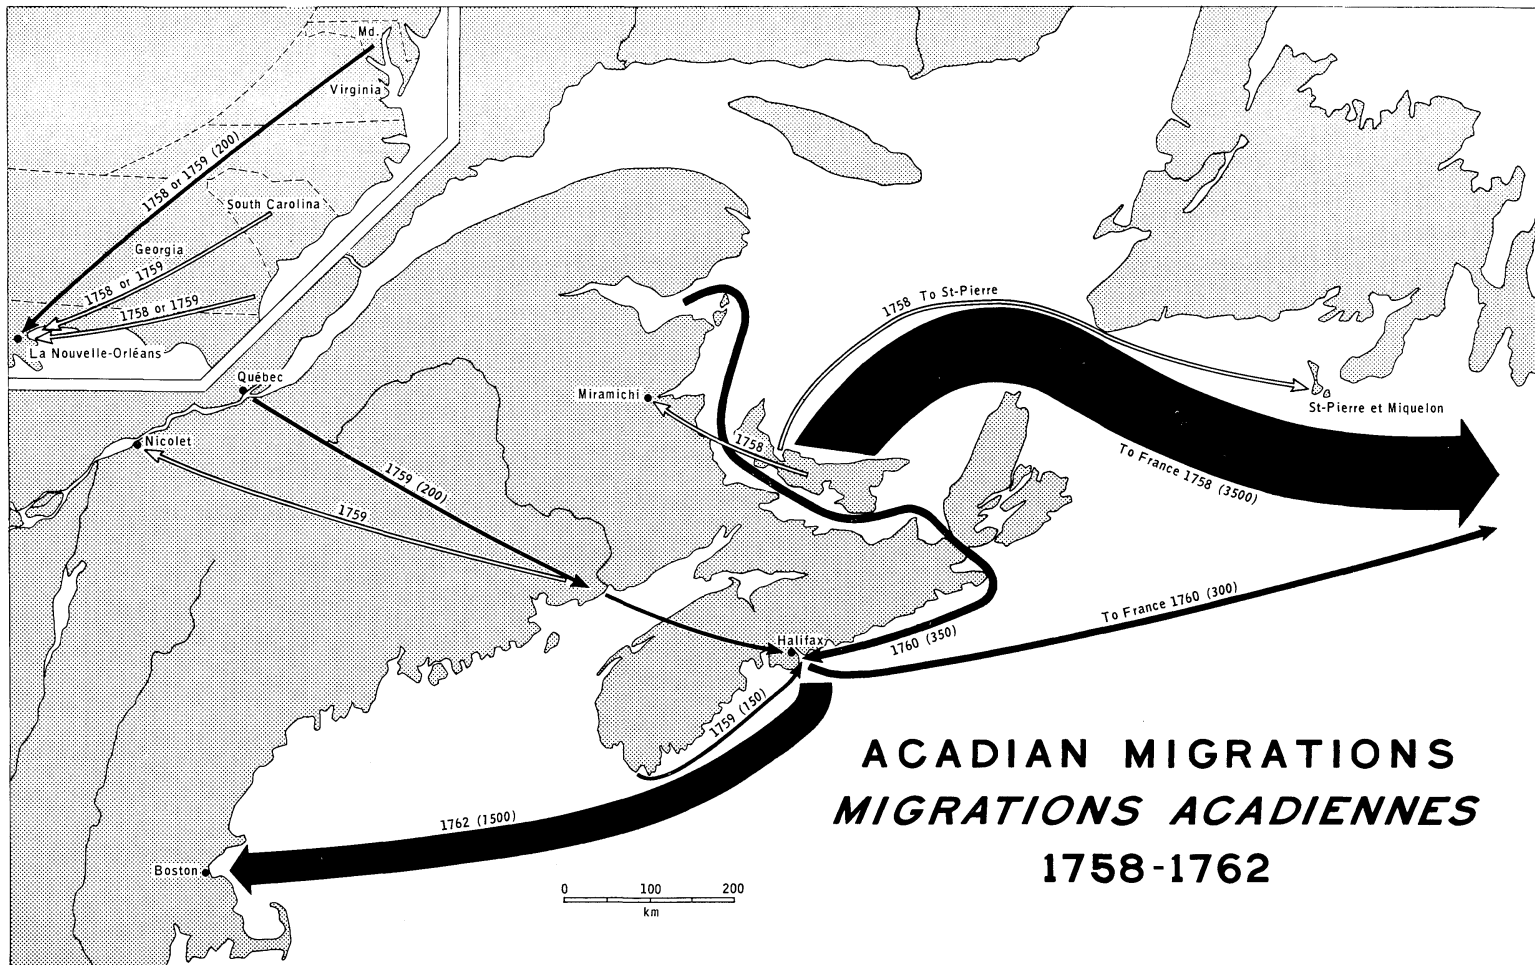 Md.
Virginia
1758 or 1759 (200)
South Carolina
Georgia
1758 or 1759
1758 or 1759
La Nouvelle-Orléans
Québec
Nicolet
1759 (200)
1759
Miramichi
1758
1758 To St-Pierre
St-Pierre et Miquelon
To France 1758 (3500)
To France 1760 (300)
Halifax
1760 (350)
1759 (150)
1762 (1500)
Boston
0 100 200
km
ACADIAN MIGRATIONS
MIGRATIONS ACADIENNES
1758-1762